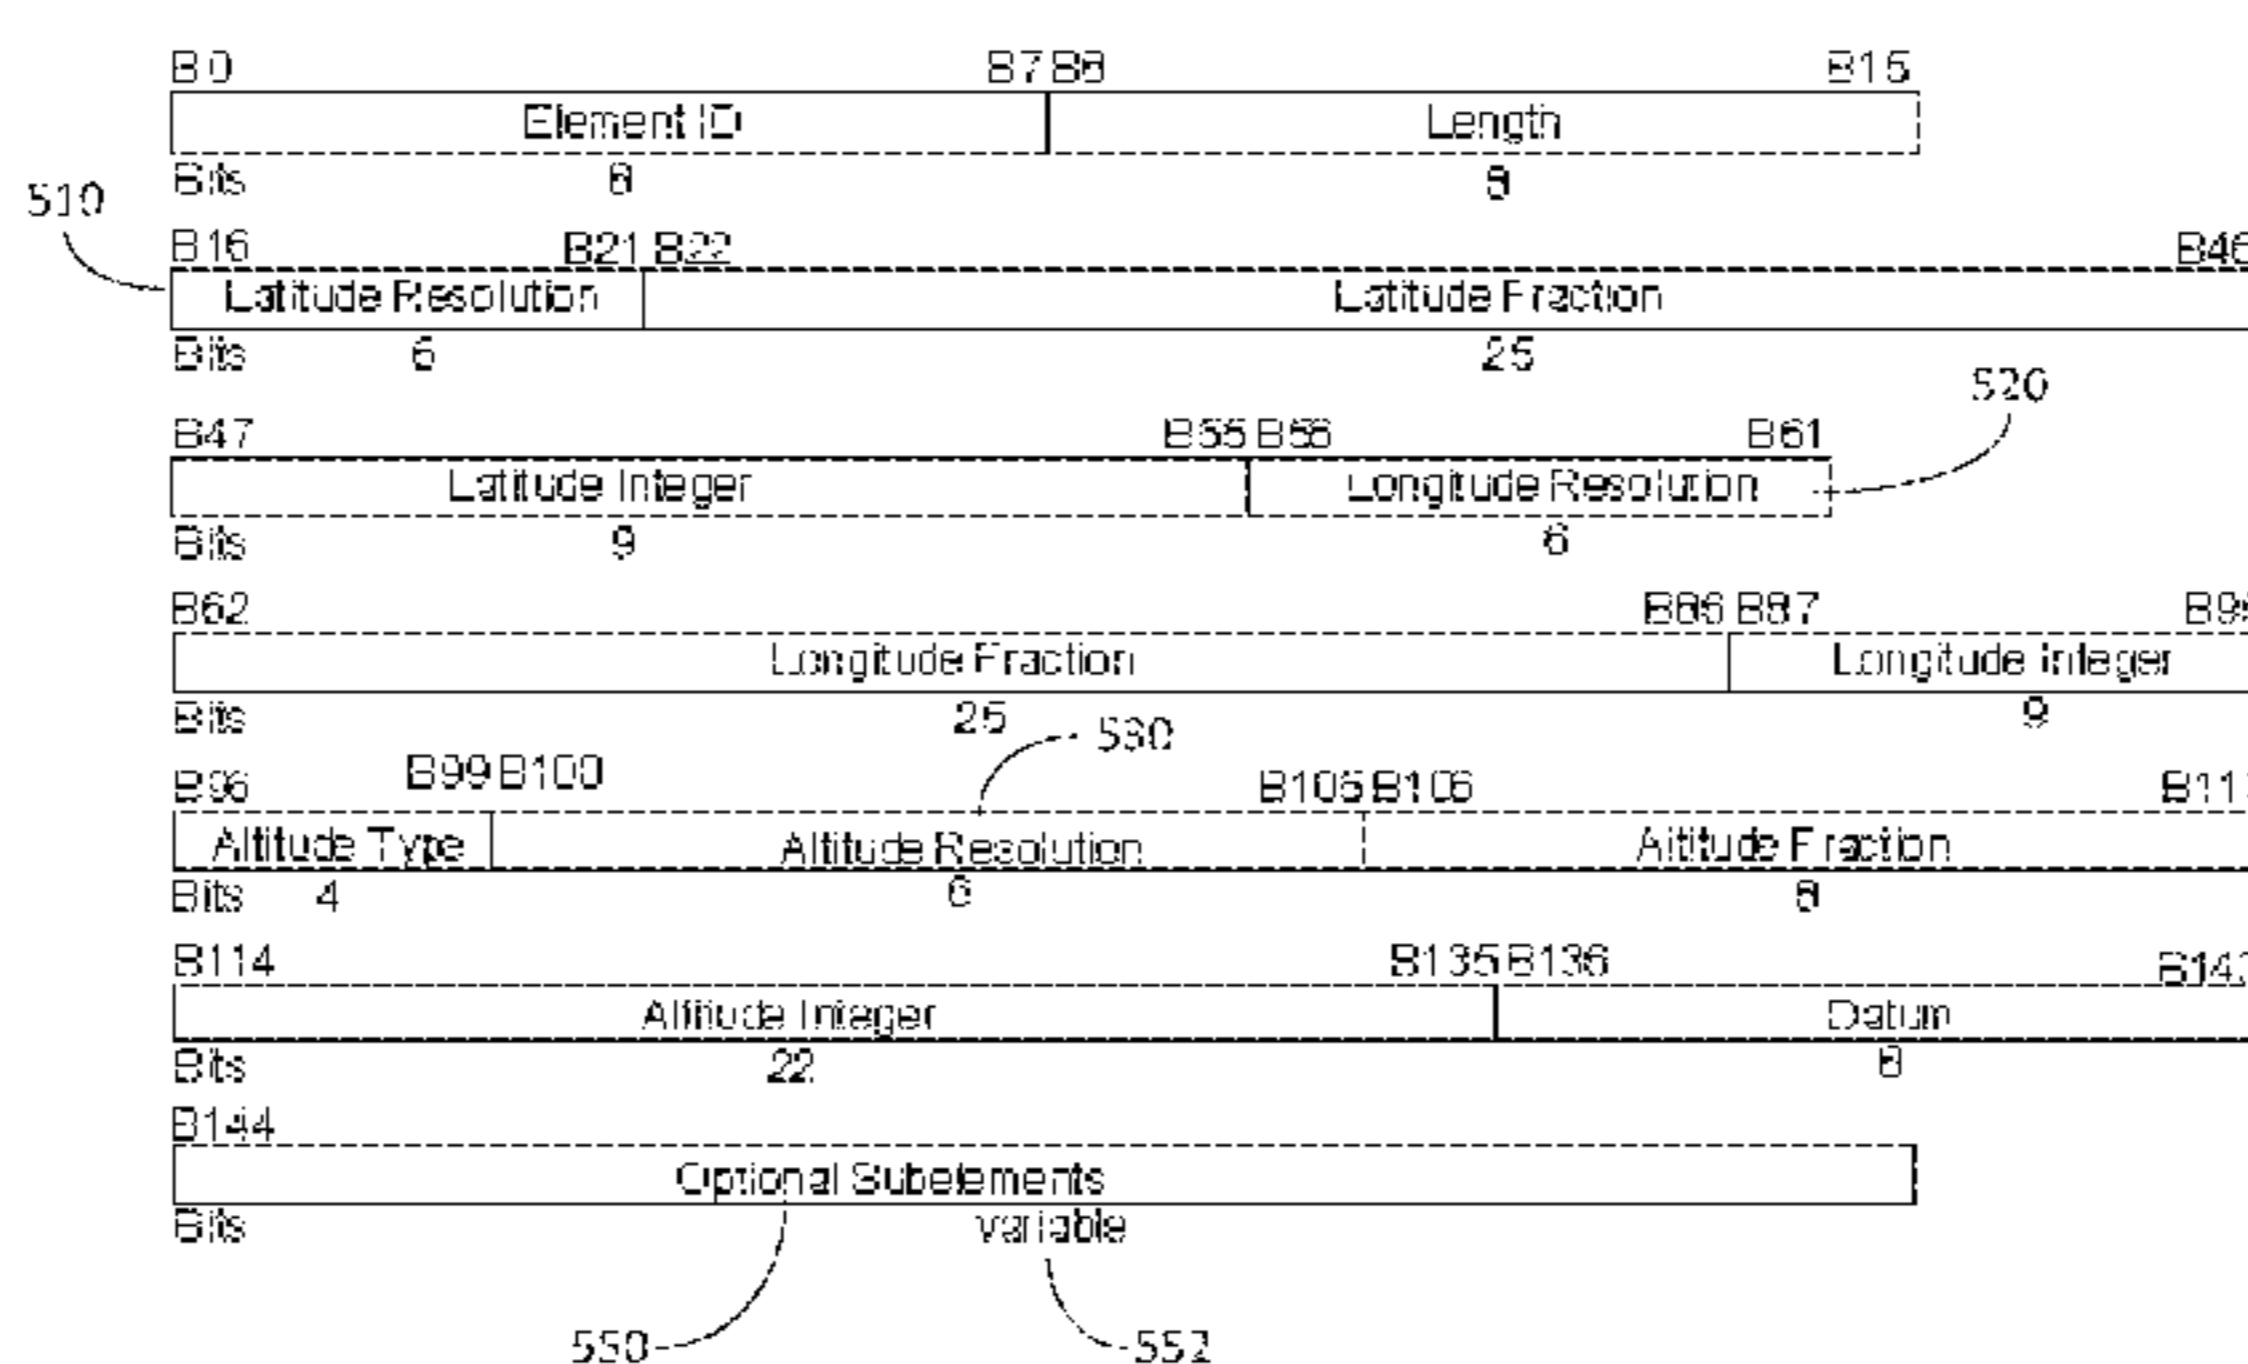 B0 B7 B8 B15
Element ID Length
Bits 8 8
510
B16 B21 B22 B46
Latitude Resolution Latitude Fraction
Bits 6 25
520
B47 B55 B56 B61
Latitude Integer Longitude Resolution
Bits 9 6
B62 B86 B87
Longitude Fraction Longitude Integer
Bits 25 9
530
B96 B99 B100 B105 B106
Altitude Type Altitude Resolution Altitude Fraction
Bits 4 6 8
B114 B135 B136
Altitude Integer Datum
Bits 22 8
B144
Optional Subelements
Bits variable
550 552